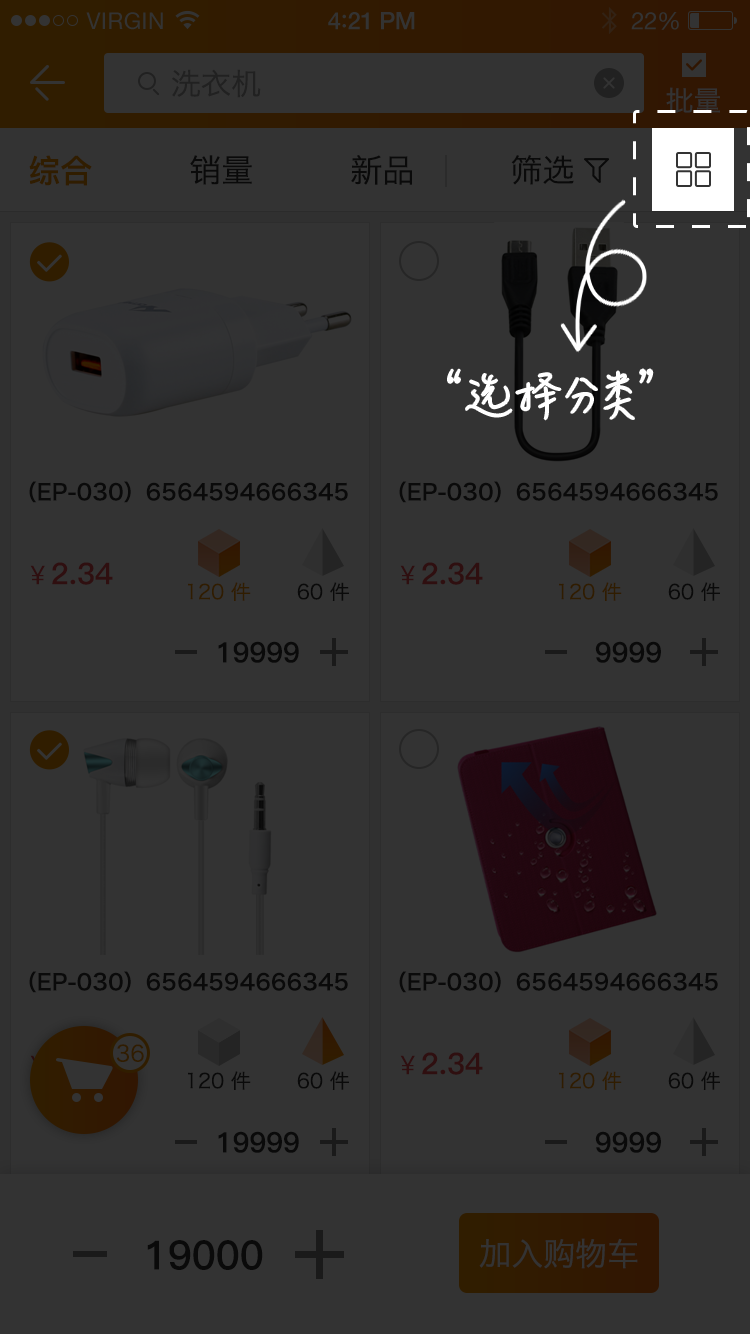 VIRGIN 4:21 PM 22%
洗衣机
批量
综合 销量 新品 筛选
“选择分类”
(EP-030) 6564594666345 (EP-030) 6564594666345
¥ 2.34 120 件 60 件 ¥ 2.34 120 件 60 件
19999 9999
(EP-030) 6564594666345 (EP-030) 6564594666345
36
120 件 60 件 ¥ 2.34 120 件 60 件
19999 9999
19000 加入购物车